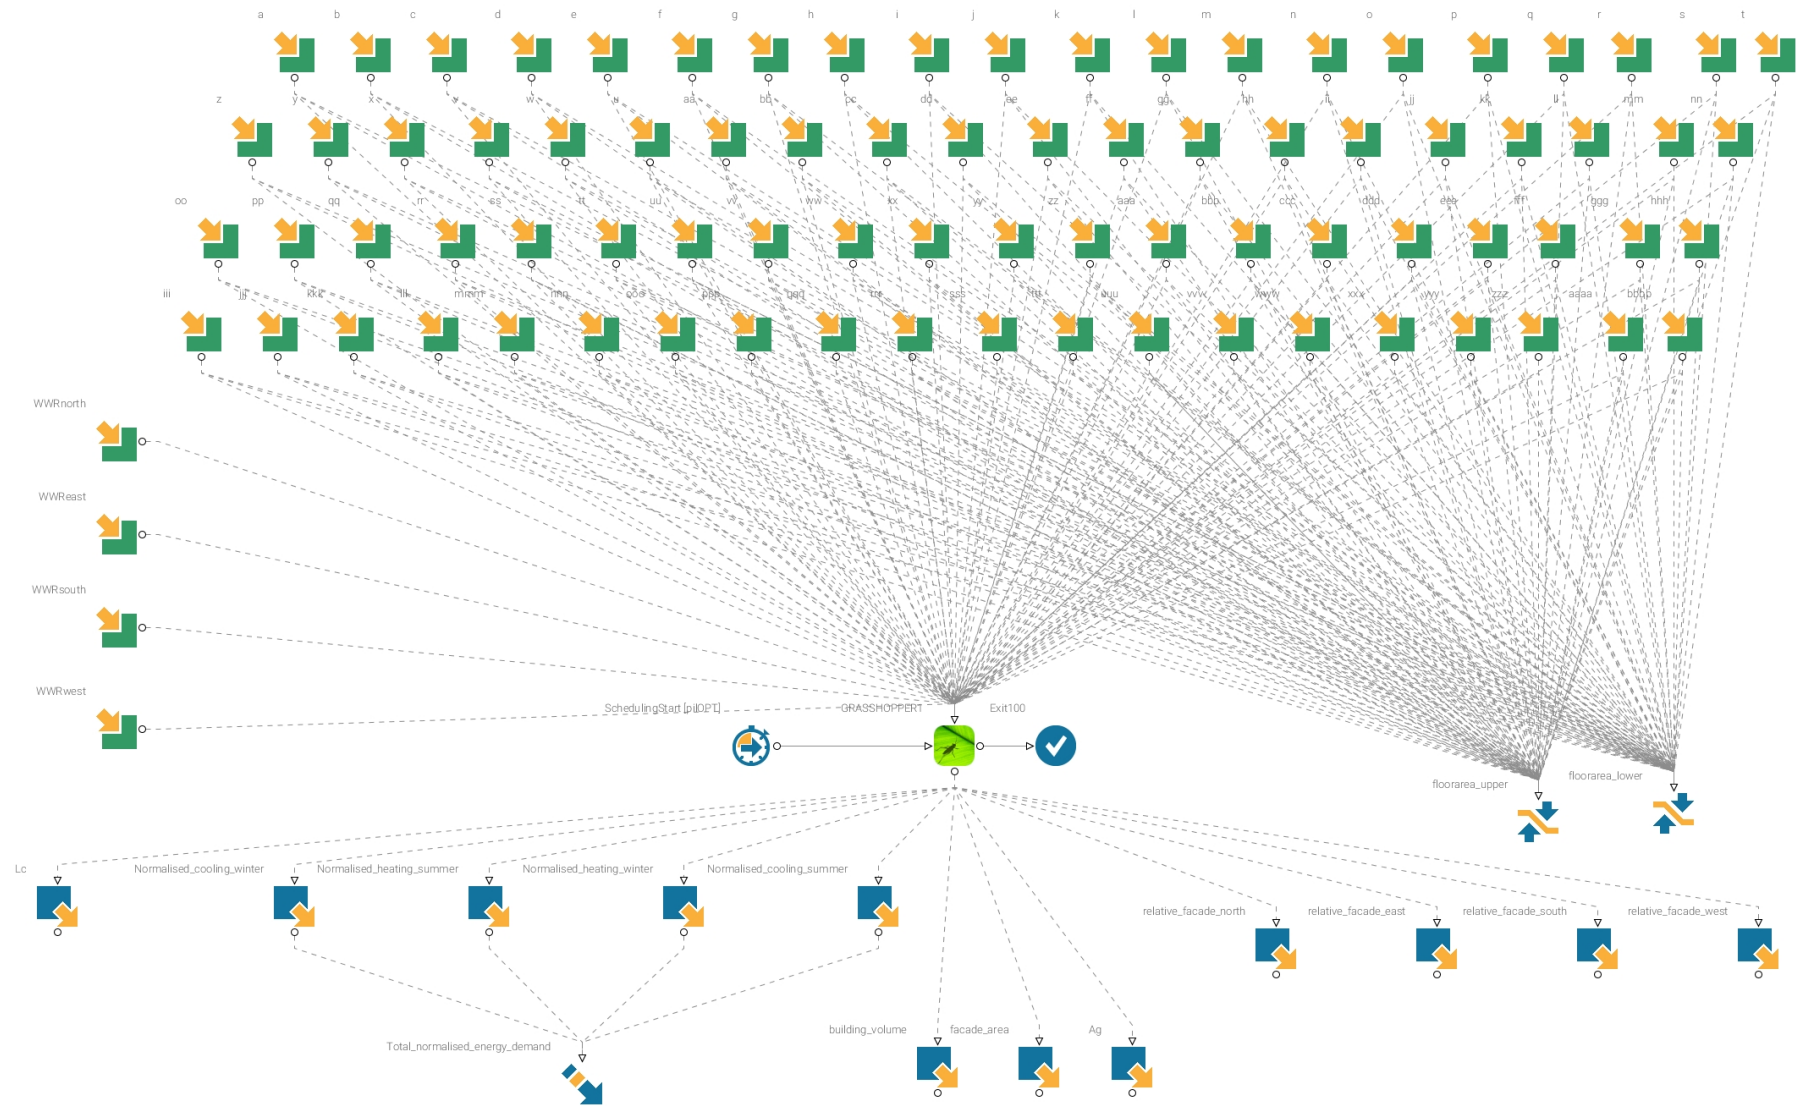 a b c d e f g h i j k l m n o p q r s t
z y x v w u aa bb cc dd ee ff gg hh ii jj kk ll mm nn
oo pp qq rr ss tt uu vv ww xx yy zz aaa bbb ccc ddd eee fff ggg hhh
iii jjj kkk lll mmm nnn ooo ppp qqq rrr sss ttt uuu vvv www xxx yyy zzz aaaa bbbb
WWRnorth
WWReast
WWRsouth
WWRwest
SchedulingStart [pilOPT] GRASSHOPPER1 Exit100
floorarea_upper floorarea_lower
Lc Normalised_cooling_winter Normalised_heating_summer Normalised_heating_winter Normalised_cooling_summer
relative_facade_north relative_facade_east relative_facade_south relative_facade_west
building_volume facade_area Ag
Total_normalised_energy_demand